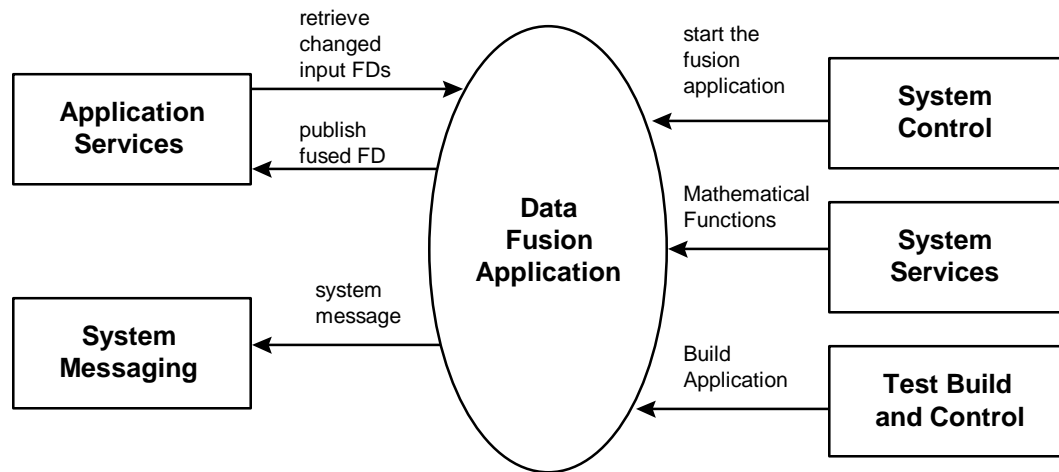 retrieve
changed
input FDs
Application
Services
publish
fused FD
System
Messaging
system
message
Data
Fusion
Application
start the
fusion
application
System
Control
Mathematical
Functions
System
Services
Build
Application
Test Build
and Control